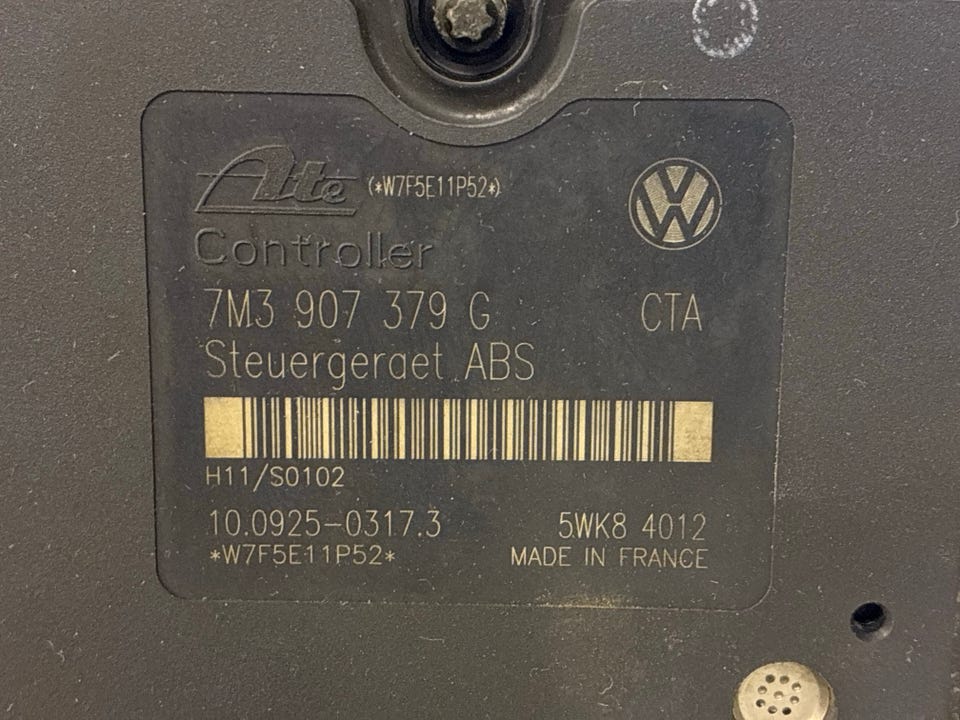 Ate (*W7F5E11P52*)
Controller
7M3 907 379 G CTA
Steuergeraet ABS
H11/S0102
10.0925-0317.3 5WK8 4012
*W7F5E11P52* MADE IN FRANCE